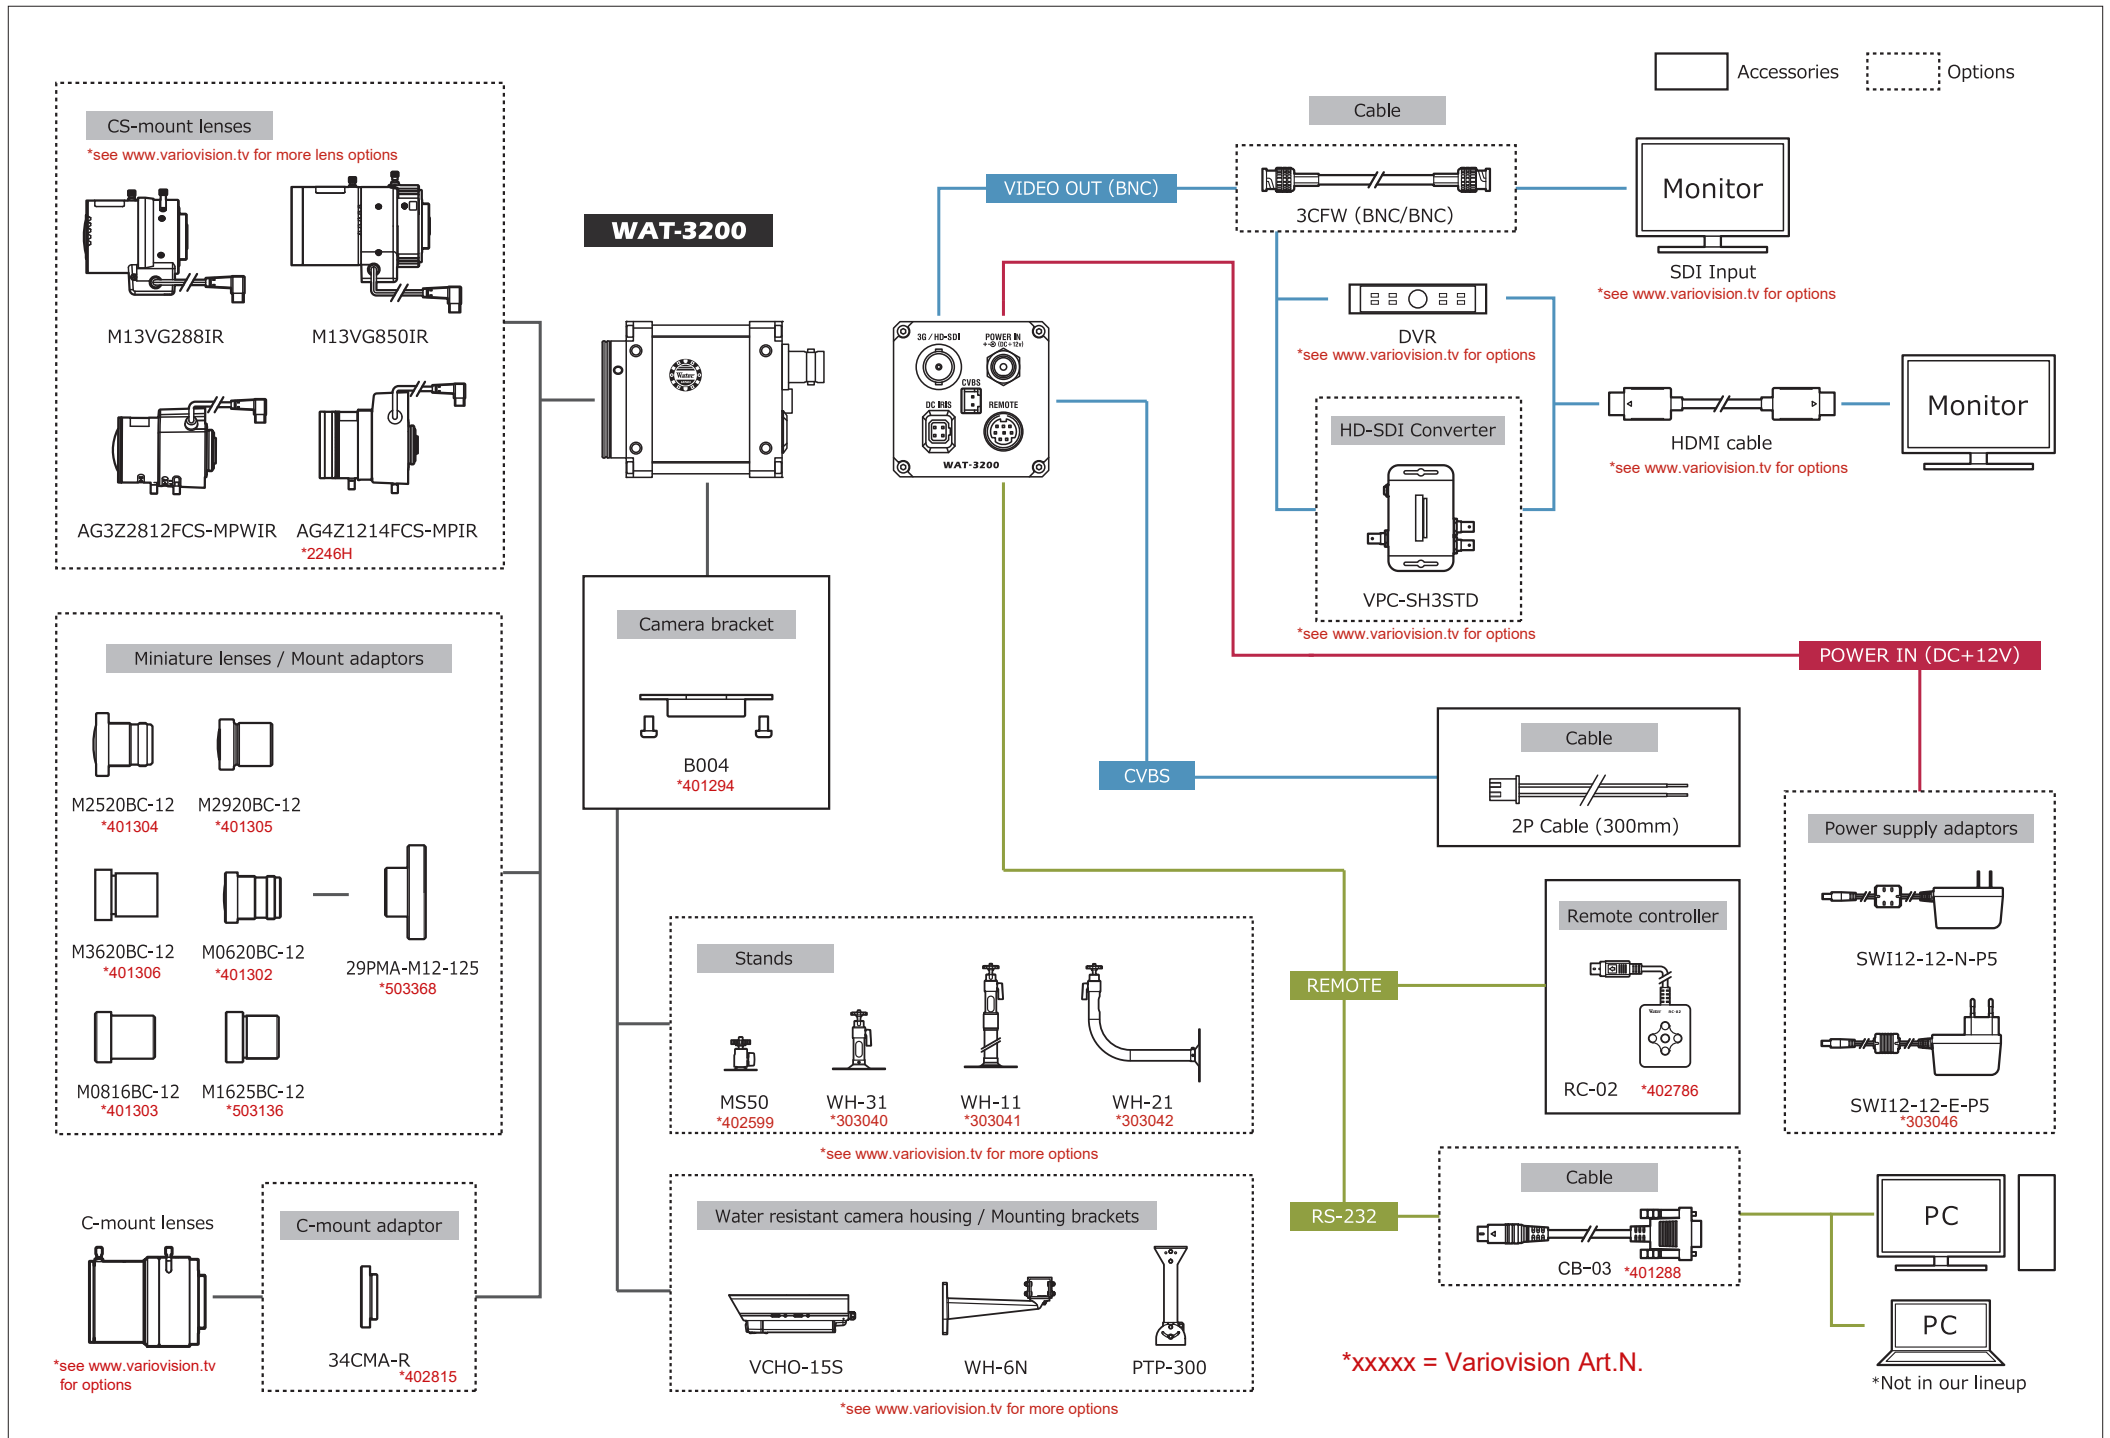 Accessories
Options
CS-mount lenses
*see www.variovision.tv for more lens options
M13VG288IR
M13VG850IR
AG3Z2812FCS-MPWIR
AG4Z1214FCS-MPIR
*2246H
Miniature lenses / Mount adaptors
M2520BC-12
*401304
M2920BC-12
*401305
M3620BC-12
*401306
M0620BC-12
*401302
29PMA-M12-125
*503368
M0816BC-12
*401303
M1625BC-12
*503136
C-mount lenses
*see www.variovision.tv
for options
C-mount adaptor
34CMA-R
*402815
WAT-3200
Watec
3G / HD-SDI
POWER IN
(DC+12v)
CVBS
DC IRIS
REMOTE
WAT-3200
Camera bracket
B004
*401294
Stands
MS50
*402599
WH-31
*303040
WH-11
*303041
WH-21
*303042
*see www.variovision.tv for more options
Water resistant camera housing / Mounting brackets
VCHO-15S
WH-6N
PTP-300
*see www.variovision.tv for more options
VIDEO OUT (BNC)
Cable
3CFW (BNC/BNC)
Monitor
SDI Input
*see www.variovision.tv for options
DVR
*see www.variovision.tv for options
HD-SDI Converter
VPC-SH3STD
*see www.variovision.tv for options
HDMI cable
*see www.variovision.tv for options
Monitor
POWER IN (DC+12V)
CVBS
Cable
2P Cable (300mm)
Power supply adaptors
SWI12-12-N-P5
SWI12-12-E-P5
*303046
REMOTE
Remote controller
Watec RC-02
RC-02
*402786
RS-232
Cable
CB-03
*401288
PC
PC
*Not in our lineup
*xxxxx = Variovision Art.N.